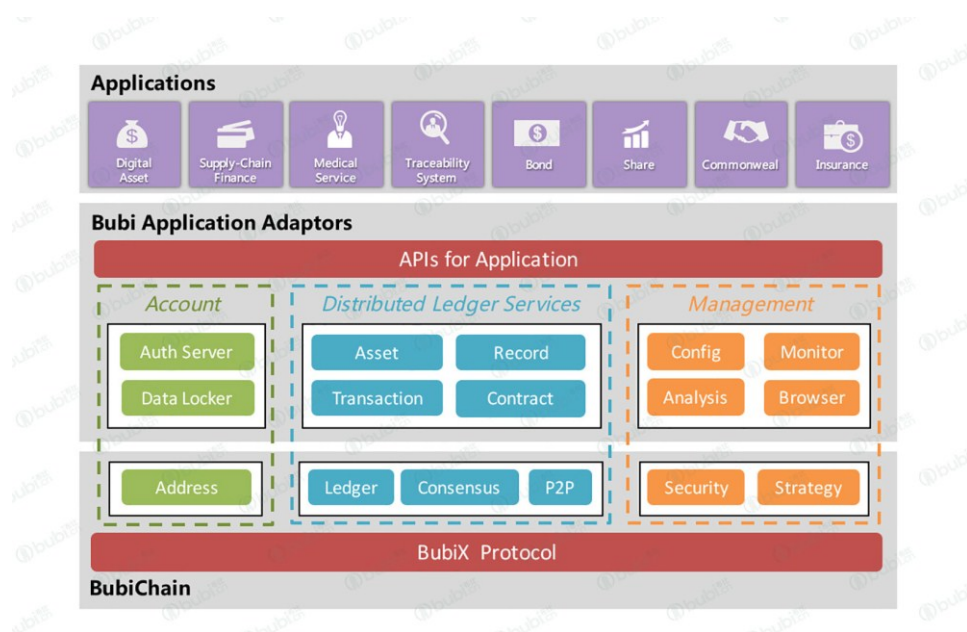 Applications
Digital
Asset
Supply-Chain
Finance
Medical
Service
Traceability
System
Bond
Share
Commonweal
Insurance
Bubi Application Adaptors
APIs for Application
Account
Distributed Ledger Services
Management
Auth Server
Asset
Record
Config
Monitor
Data Locker
Transaction
Contract
Analysis
Browser
Address
Ledger
Consensus
P2P
Security
Strategy
BubiX Protocol
BubiChain